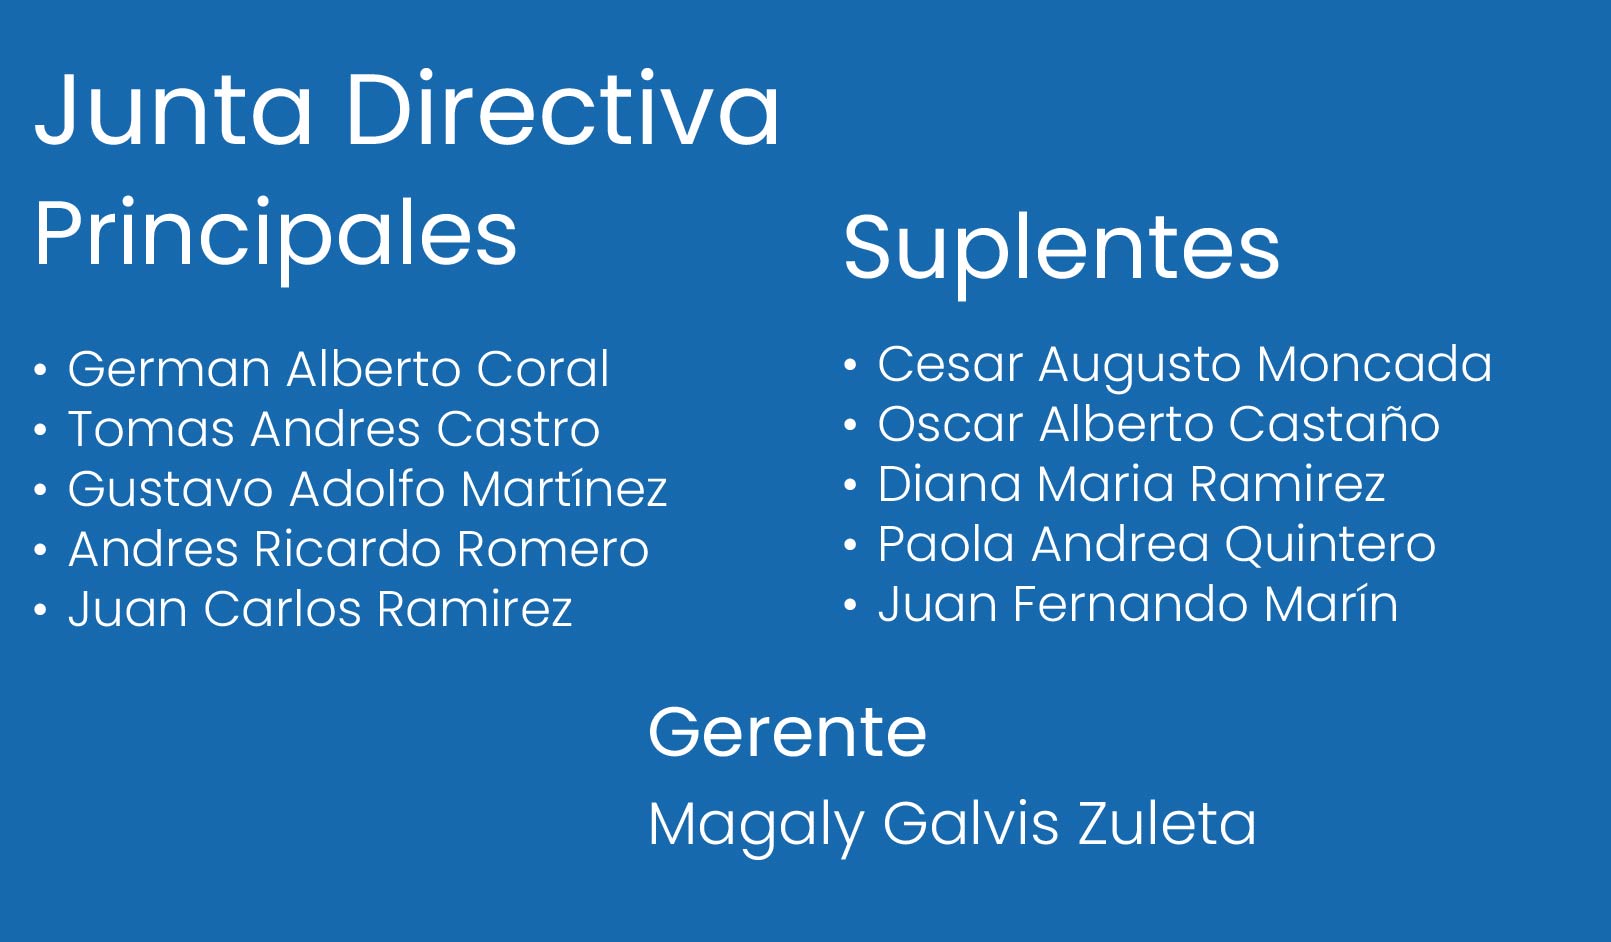 Junta Directiva
Principales
• German Alberto Coral
• Tomas Andres Castro
• Gustavo Adolfo Martínez
• Andres Ricardo Romero
• Juan Carlos Ramirez
Suplentes
• Cesar Augusto Moncada
• Oscar Alberto Castaño
• Diana Maria Ramirez
• Paola Andrea Quintero
• Juan Fernando Marín
Gerente
Magaly Galvis Zuleta